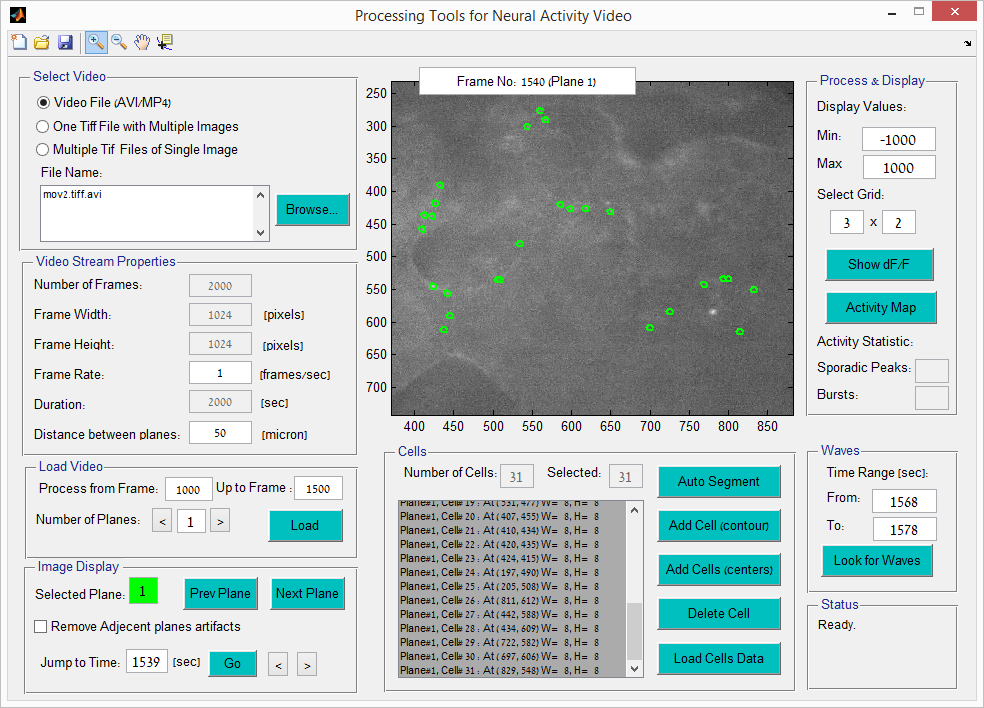 Processing Tools for Neural Activity Video
Select Video
Video File (AVI/MP4)
One Tiff File with Multiple Images
Multiple Tif Files of Single Image
File Name:
mov2.tiff.avi
Browse...
Video Stream Properties
Number of Frames: 2000
Frame Width: 1024 [pixels]
Frame Height: 1024 [pixels]
Frame Rate: 1 [frames/sec]
Duration: 2000 [sec]
Distance between planes: 50 [micron]
Load Video
Process from Frame: 1000 Up to Frame : 1500
Number of Planes: < 1 > Load
Image Display
Selected Plane: 1 Prev Plane Next Plane
Remove Adjecent planes artifacts
Jump to Time: 1539 [sec] Go < >
Frame No: 1540 (Plane 1)
250
300
350
400
450
500
550
600
650
700
400 450 500 550 600 650 700 750 800 850
Cells
Number of Cells: 31 Selected: 31
Plane#1, Cell# 19 : At ( 531, 477) W= 8, H= 8
Plane#1, Cell# 20 : At ( 407, 455) W= 8, H= 8
Plane#1, Cell# 21 : At ( 410, 434) W= 8, H= 8
Plane#1, Cell# 22 : At ( 420, 435) W= 8, H= 8
Plane#1, Cell# 23 : At ( 424, 415) W= 8, H= 8
Plane#1, Cell# 24 : At ( 197, 490) W= 8, H= 8
Plane#1, Cell# 25 : At ( 205, 508) W= 8, H= 8
Plane#1, Cell# 26 : At ( 811, 612) W= 8, H= 8
Plane#1, Cell# 27 : At ( 442, 588) W= 8, H= 8
Plane#1, Cell# 28 : At ( 434, 609) W= 8, H= 8
Plane#1, Cell# 29 : At ( 722, 582) W= 8, H= 8
Plane#1, Cell# 30 : At ( 697, 606) W= 8, H= 8
Plane#1, Cell# 31 : At ( 829, 548) W= 8, H= 8
Auto Segment
Add Cell (contour)
Add Cells (centers)
Delete Cell
Load Cells Data
Process & Display
Display Values:
Min: -1000
Max 1000
Select Grid:
3 x 2
Show dF/F
Activity Map
Activity Statistic:
Sporadic Peaks:
Bursts:
Waves
Time Range [sec]:
From: 1568
To: 1578
Look for Waves
Status
Ready.